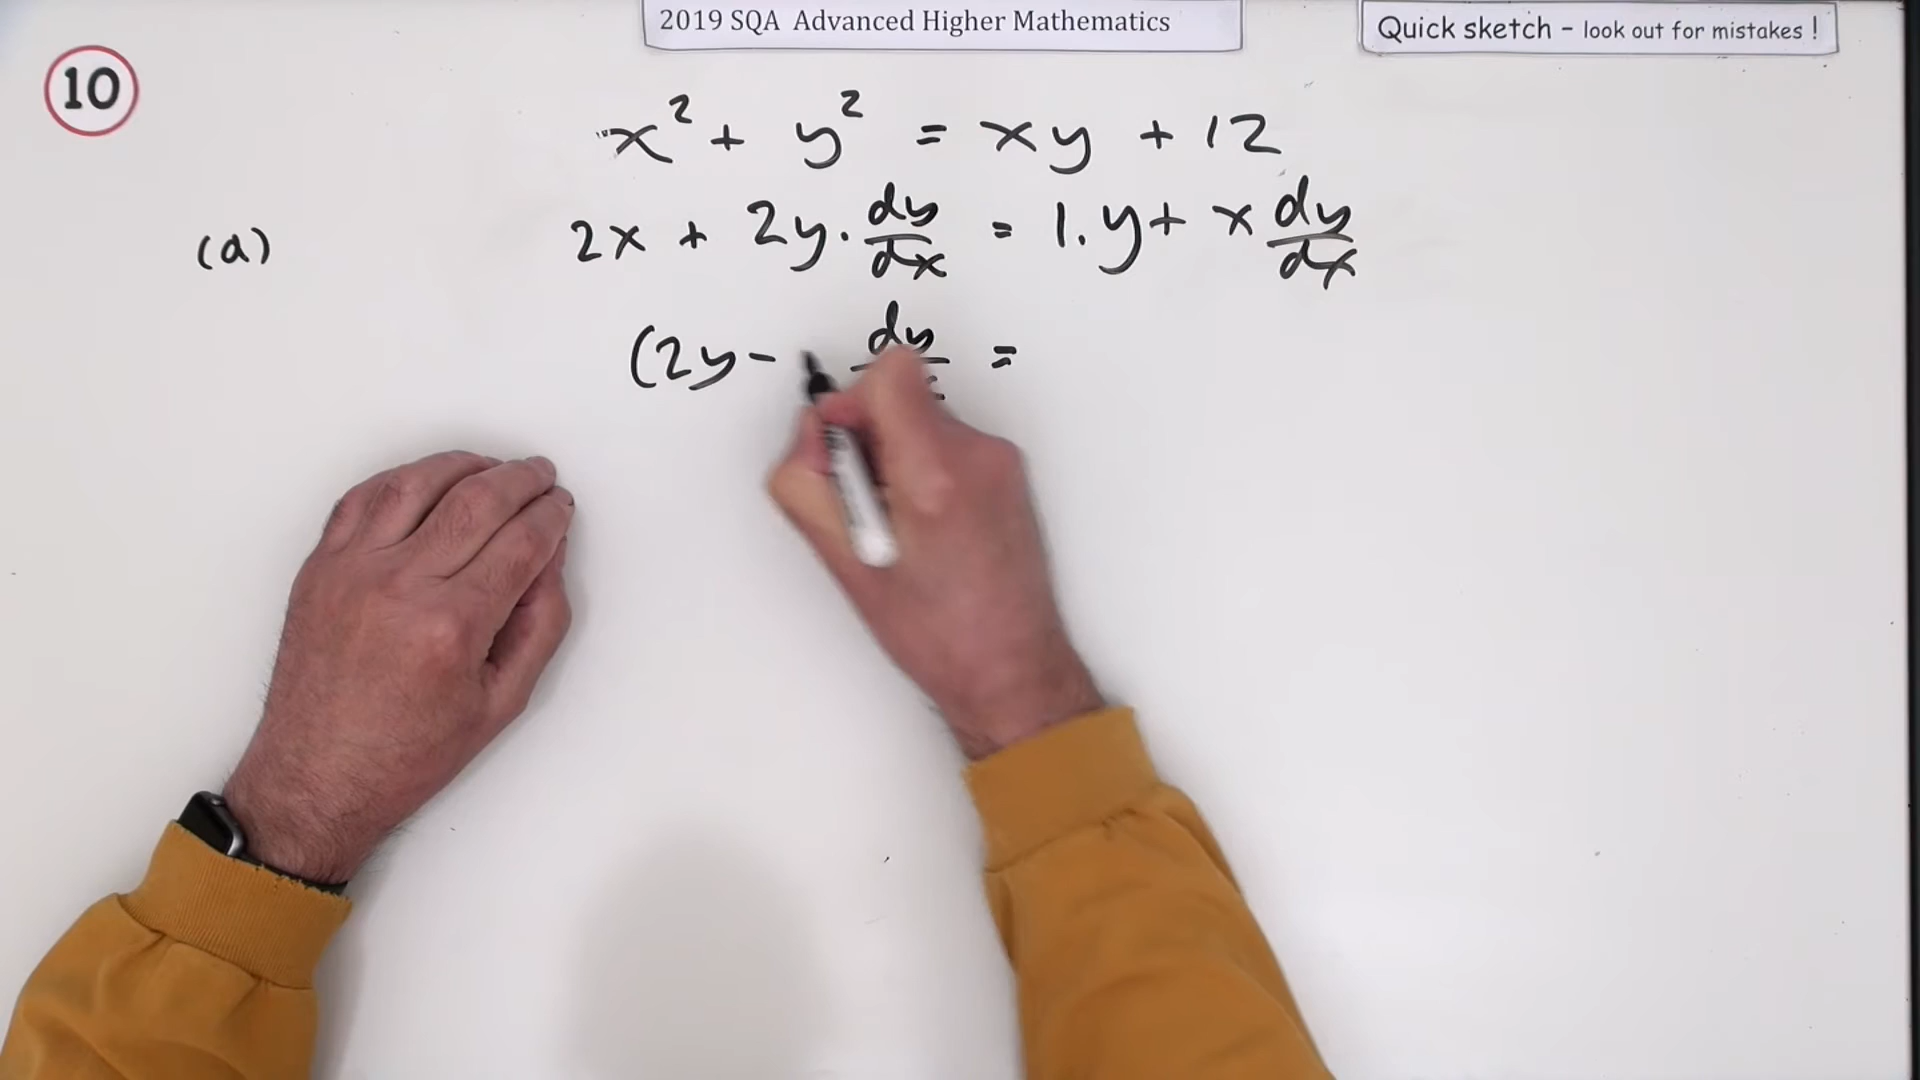 2019 SQA Advanced Higher Mathematics
Quick sketch - look out for mistakes !
10
x² + y² = xy + 12
(a) 2x + 2y · dy/dx = 1 . y + x dy/dx
(2y - dy =